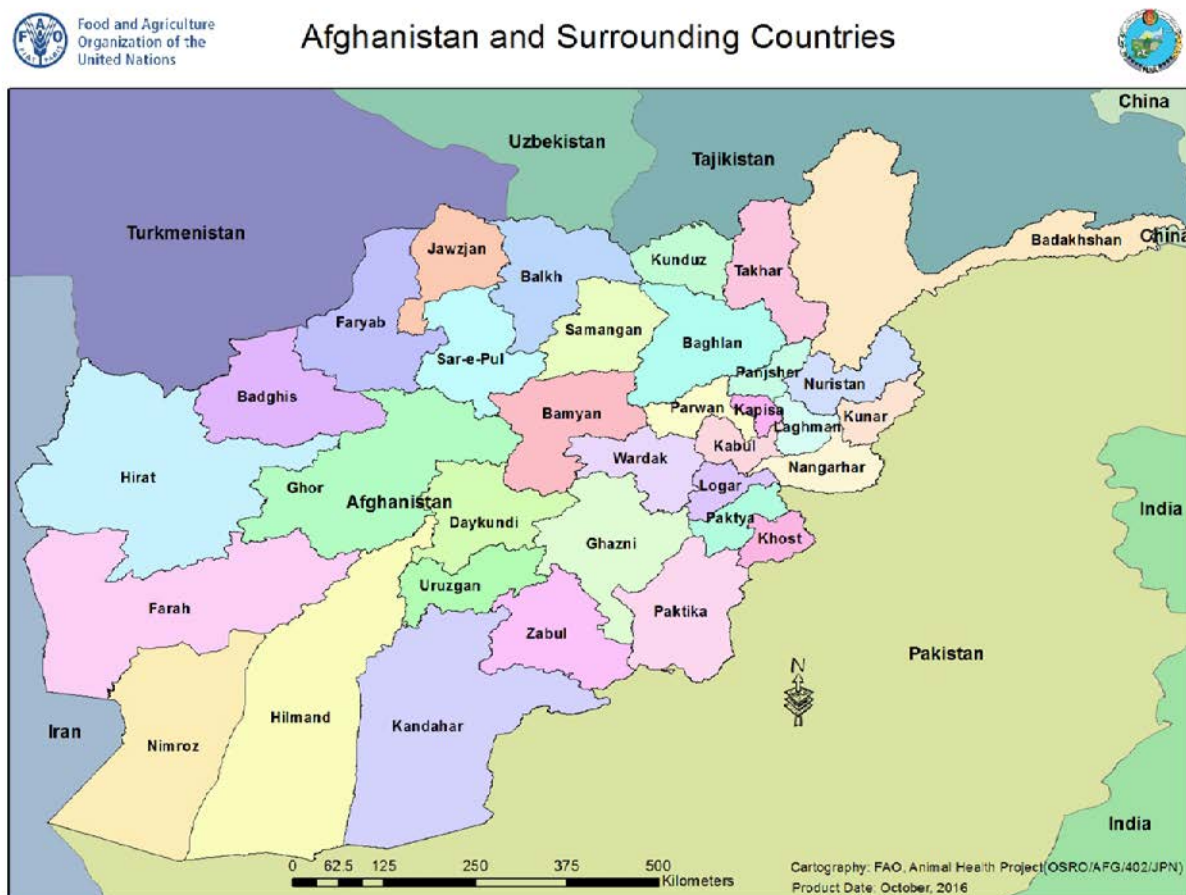 Food and Agriculture
Organization of the
United Nations
Afghanistan and Surrounding Countries
China
Uzbekistan
Tajikistan
Turkmenistan
Badakhshan
China
Jawzjan
Kunduz
Takhar
Balkh
Faryab
Samangan
Baghlan
Sar-e-Pul
Panjsher
Nuristan
Badghis
Bamyan
Parwan
Kapisa
Kunar
Laghman
Kabul
Wardak
Nangarhar
Hirat
Ghor
Logar
Afghanistan
India
Daykundi
Paktya
Ghazni
Khost
Uruzgan
Farah
Paktika
Zabul
Pakistan
N
Hilmand
Kandahar
Iran
Nimroz
India
0 62.5 125 250 375 500
Kilometers
Cartography: FAO, Animal Health Project(OSRO/AFG/402/JPN)
Product Date: October, 2016